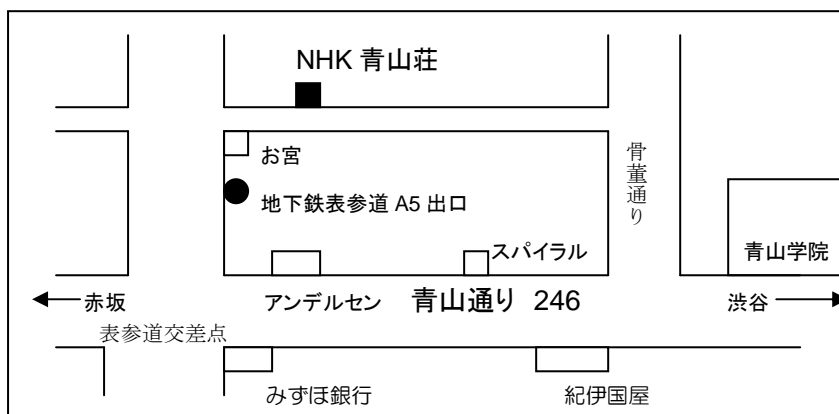 NHK 青山荘
お宮
骨董通り
地下鉄表参道 A5 出口
スパイラル
青山学院
赤坂
アンデルセン
青山通り 246
渋谷
表参道交差点
みずほ銀行
紀伊国屋